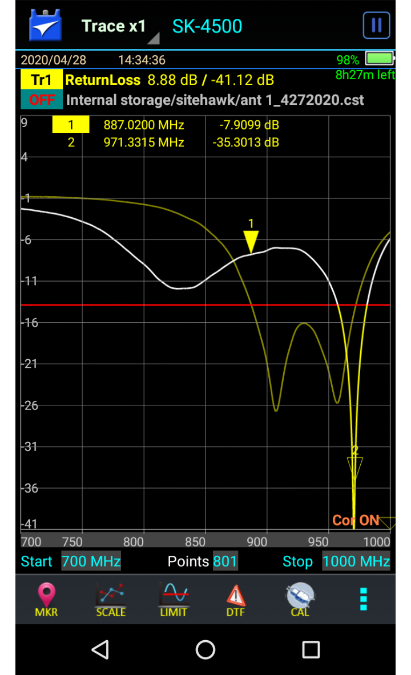 Trace x1 SK-4500
2020/04/28 14:34:36 98%
8h27m left
Tr1 ReturnLoss 8.88 dB / -41.12 dB
OFF Internal storage/sitehawk/ant 1_4272020.cst
9
1 887.0200 MHz -7.9099 dB
2 971.3315 MHz -35.3013 dB
4
-1
1
-6
-11
-16
-21
-26
-31
2
-36
-41
Cor ON
700 750 800 850 900 950 1000
Start 700 MHz Points 801 Stop 1000 MHz
MKR SCALE LIMIT DTF CAL